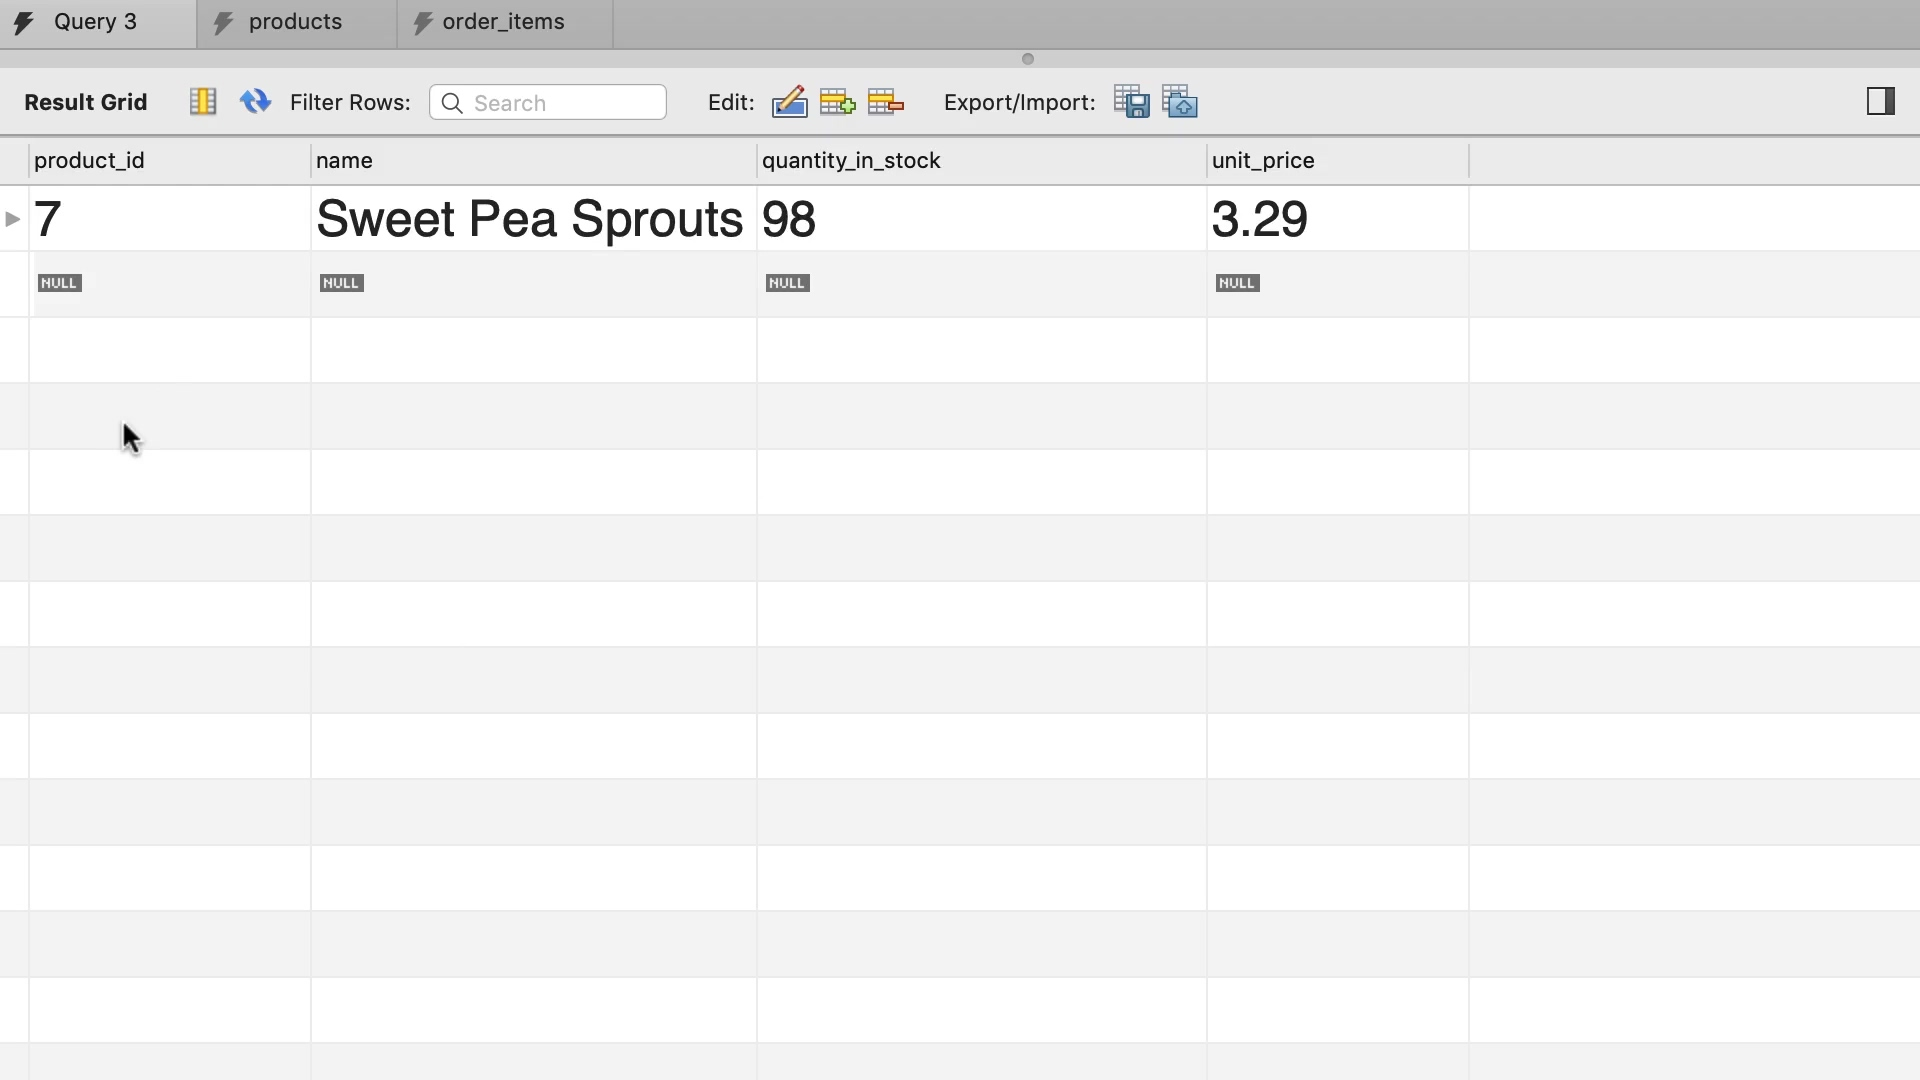 Query 3 products order_items
Result Grid Filter Rows: Search Edit: Export/Import:
product_id name quantity_in_stock unit_price
7 Sweet Pea Sprouts 98 3.29
NULL NULL NULL NULL